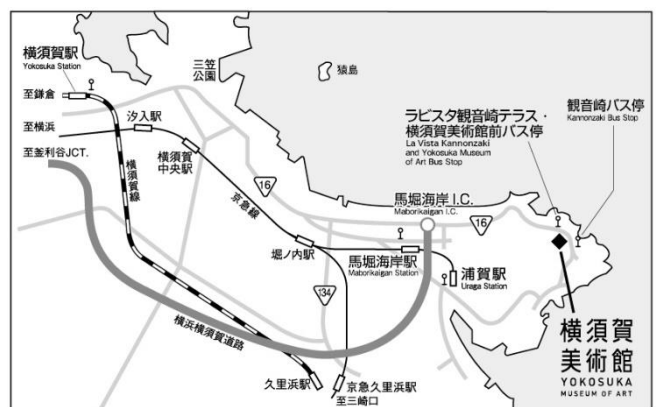 横須賀駅
Yokosuka Station
至鎌倉
至横浜
至釜利谷JCT.
汐入駅
横須賀
中央駅
横須賀線
三笠
公園
猿島
16
京急線
堀ノ内駅
134
横浜横須賀道路
久里浜駅
京急久里浜駅
至三崎口
馬堀海岸 I.C.
Maborikaigan I.C.
16
馬堀海岸駅
Maborikaigan Station
浦賀駅
Uraga Station
ラビスタ観音崎テラス・
横須賀美術館前バス停
La Vista Kannonzaki
and Yokosuka Museum
of Art Bus Stop
観音崎バス停
Kannonzaki Bus Stop
横須賀
美術館
YOKOSUKA
MUSEUM OF ART